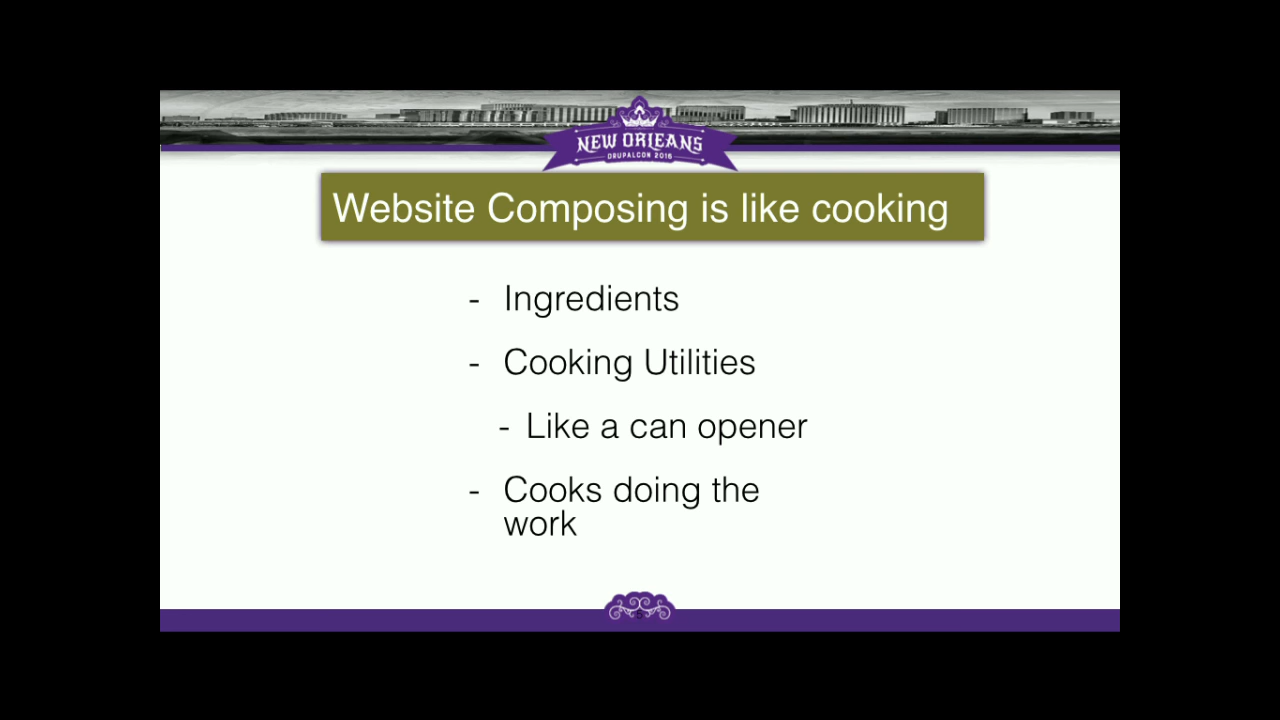 NEW ORLEANS
DRUPALCON 2016
Website Composing is like cooking
- Ingredients
- Cooking Utilities
- Like a can opener
- Cooks doing the
work